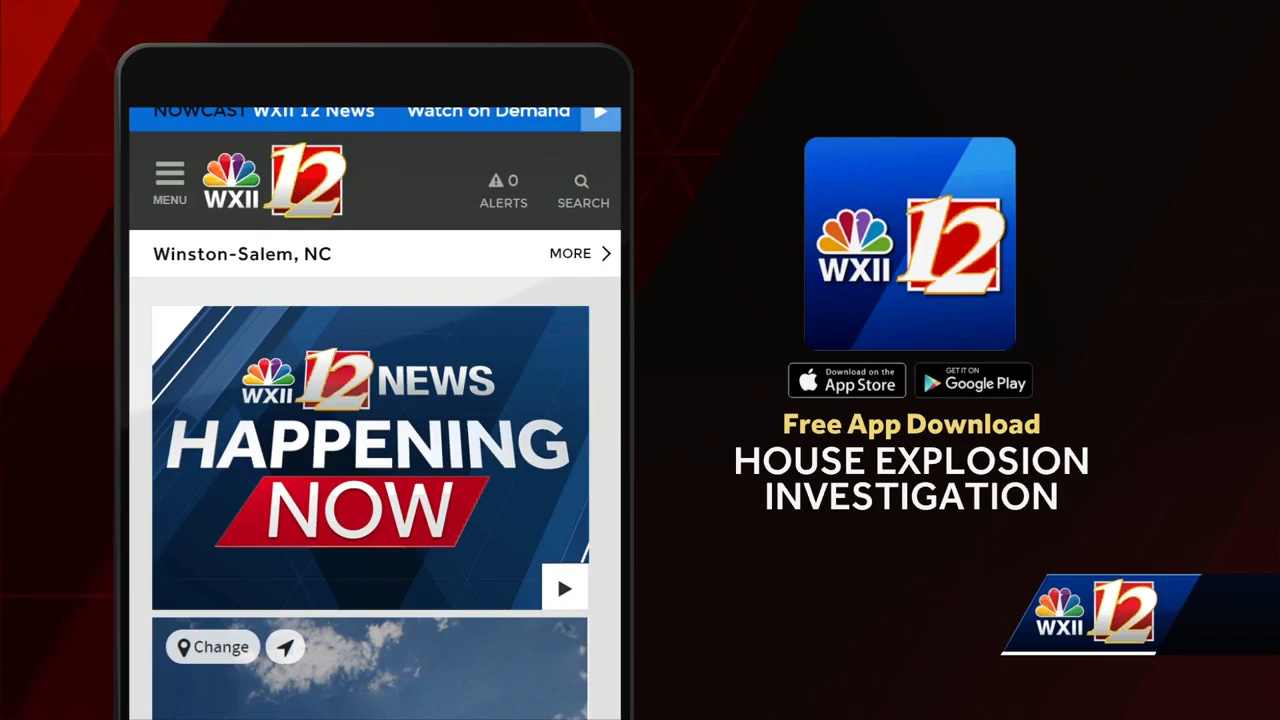 NOWCAST WXII 12 News Watch on Demand
MENU
WXII 12
0
ALERTS
SEARCH
Winston-Salem, NC
MORE
WXII 12 NEWS
HAPPENING
NOW
Change
WXII 12
Download on the
App Store
GET IT ON
Google Play
Free App Download
HOUSE EXPLOSION
INVESTIGATION
WXII 12